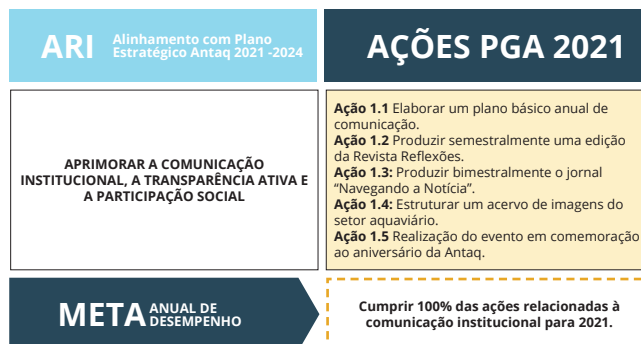 ARI
Alinhamento com Plano
Estratégico Antaq 2021 -2024
AÇÕES PGA 2021
APRIMORAR A COMUNICAÇÃO
INSTITUCIONAL, A TRANSPARÊNCIA ATIVA E
A PARTICIPAÇÃO SOCIAL
Ação 1.1 Elaborar um plano básico anual de
comunicação.
Ação 1.2 Produzir semestralmente uma edição
da Revista Reflexões.
Ação 1.3: Produzir bimestralmente o jornal
“Navegando a Notícia”.
Ação 1.4: Estruturar um acervo de imagens do
setor aquaviário.
Ação 1.5 Realização do evento em comemoração
ao aniversário da Antaq.
META
ANUAL DE
DESEMPENHO
Cumprir 100% das ações relacionadas à
comunicação institucional para 2021.